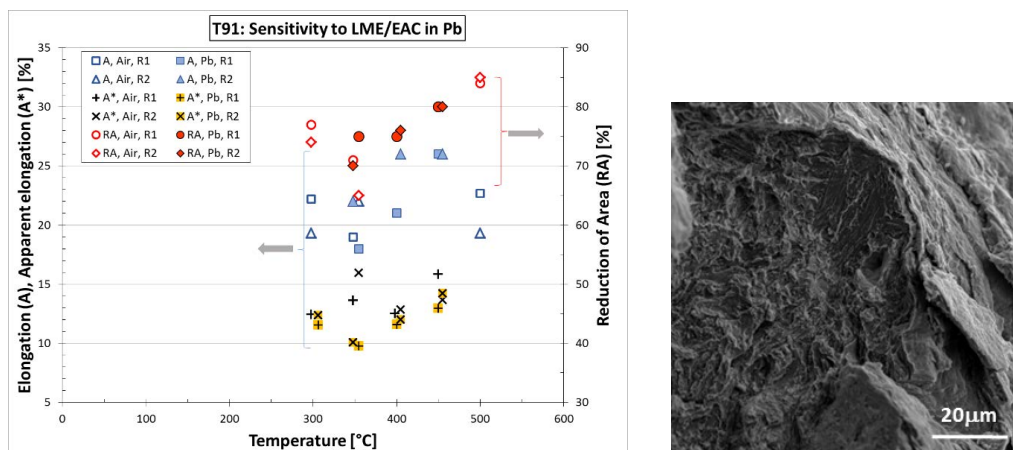 T91: Sensitivity to LME/EAC in Pb
Elongation (A), Apparent elongation (A*) [%]
35
30
25
20
15
10
5
A, Air, R1
A, Pb, R1
A, Air, R2
A, Pb, R2
A*, Air, R1
A*, Pb, R1
A*, Air, R2
A*, Pb, R2
RA, Air, R1
RA, Pb, R1
RA, Air, R2
RA, Pb, R2
90
80
70
60
50
40
30
Reduction of Area (RA) [%]
0
100
200
300
400
500
600
Temperature [°C]
20µm